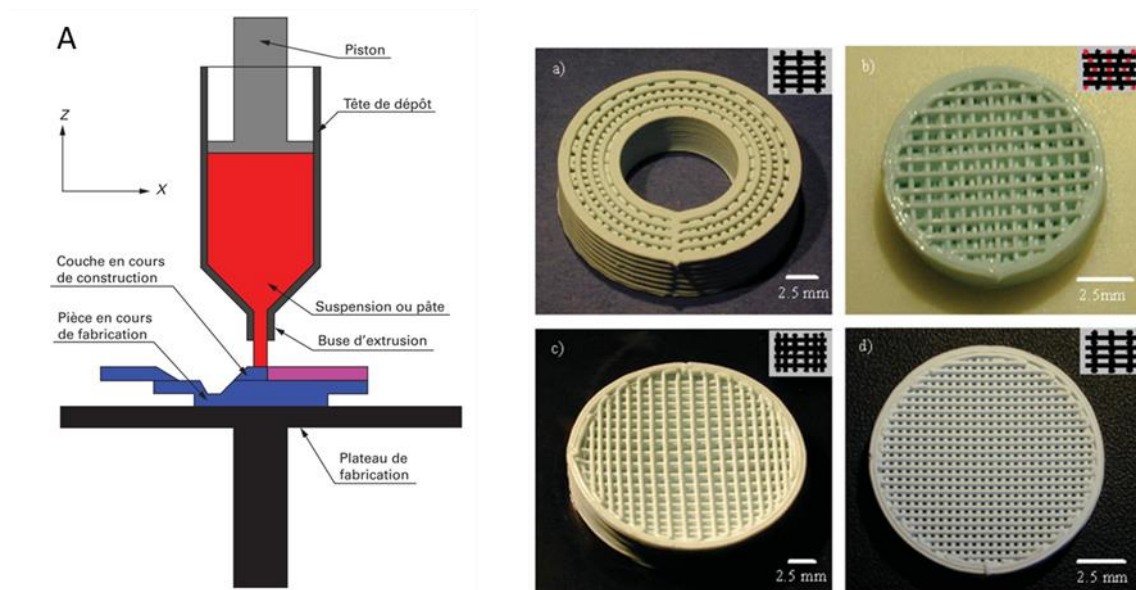 A
Piston
Tête de dépôt
Z
X
Couche en cours
de construction
Suspension ou pâte
Pièce en cours
de fabrication
Buse d'extrusion
Plateau de
fabrication
a)
2.5 mm
b)
2.5mm
c)
2.5 mm
d)
2.5 mm